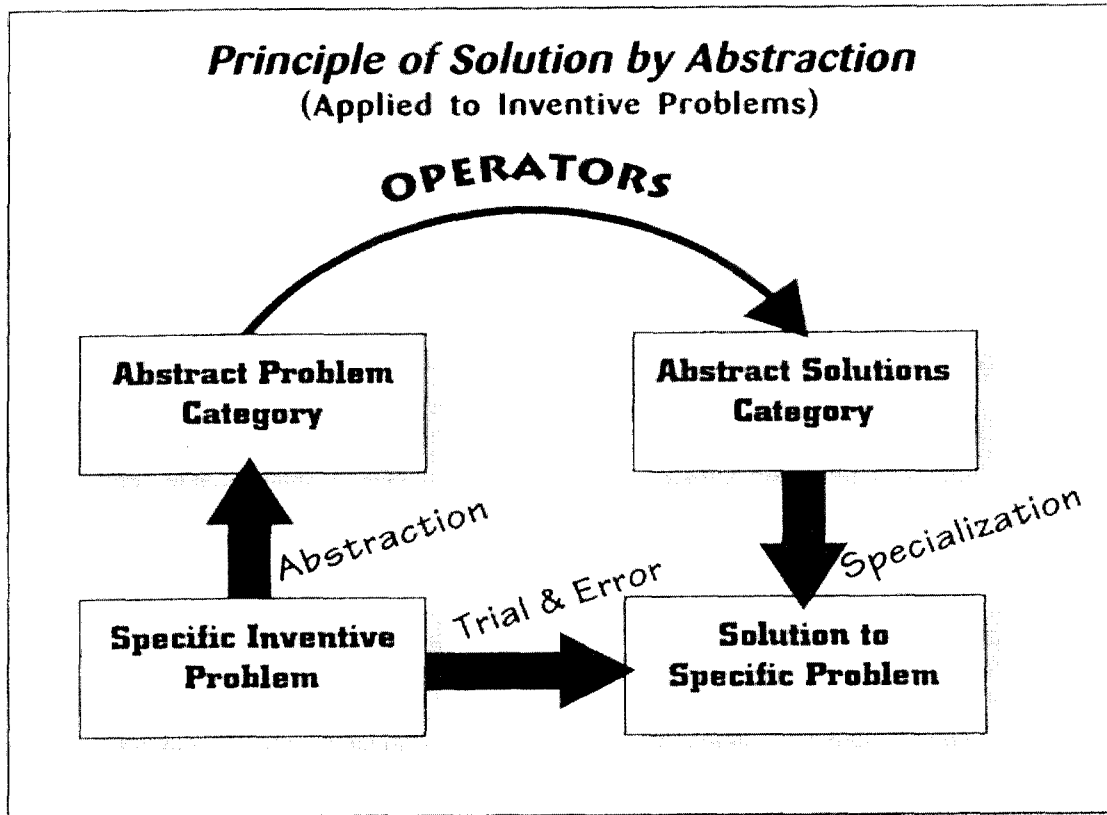 Principle of Solution by Abstraction
(Applied to Inventive Problems)
OPERATORS
Abstract Problem
Category
Abstract Solutions
Category
Abstraction
Specialization
Trial & Error
Specific Inventive
Problem
Solution to
Specific Problem